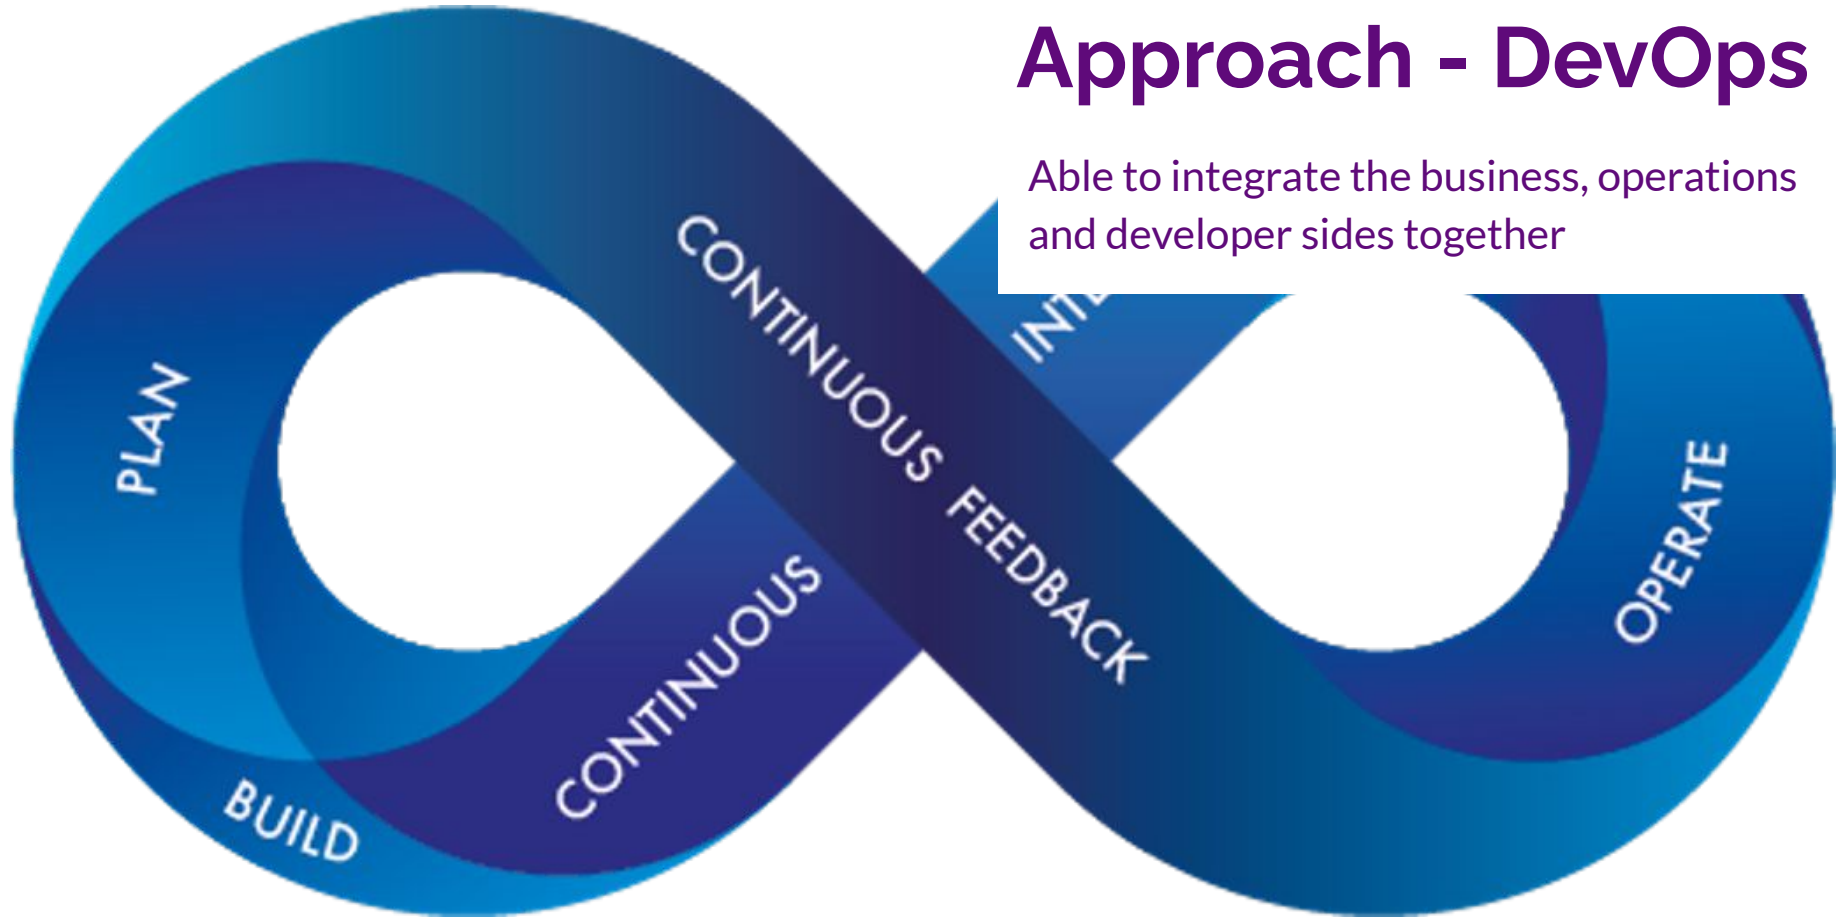 Approach - DevOps
Able to integrate the business, operations
and developer sides together
CONTINUOUS FEEDBACK
PLAN
BUILD
CONTINUOUS
OPERATE